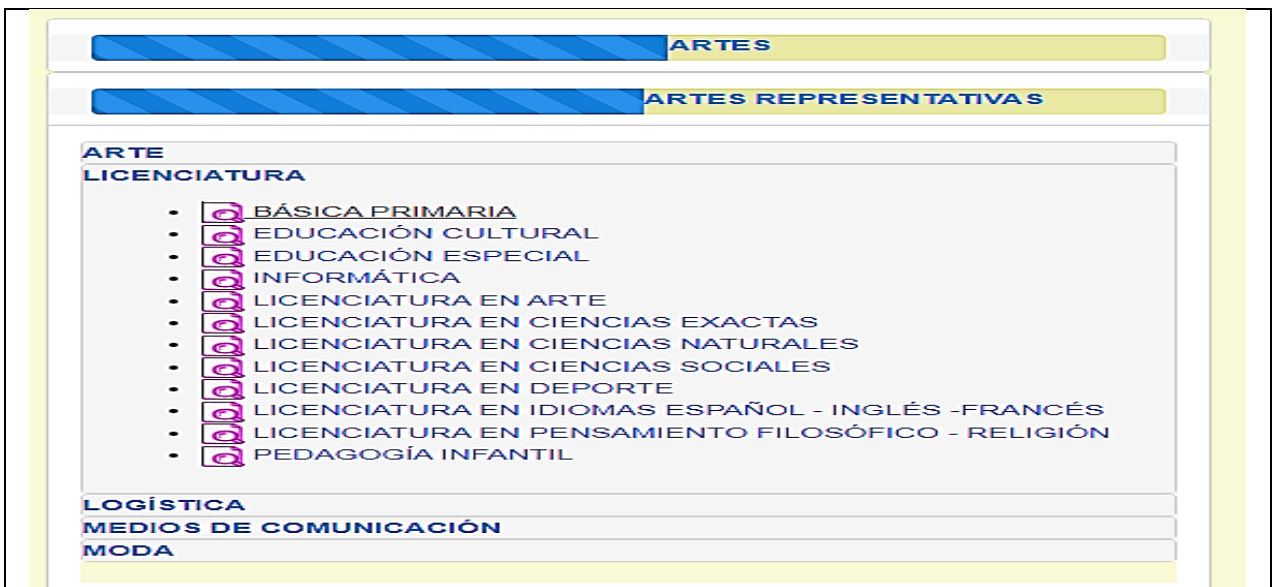 ARTES
ARTES REPRESENTATIVAS
ARTE
LICENCIATURA
BÁSICA PRIMARIA
EDUCACIÓN CULTURAL
EDUCACIÓN ESPECIAL
INFORMÁTICA
LICENCIATURA EN ARTE
LICENCIATURA EN CIENCIAS EXACTAS
LICENCIATURA EN CIENCIAS NATURALES
LICENCIATURA EN CIENCIAS SOCIALES
LICENCIATURA EN DEPORTE
LICENCIATURA EN IDIOMAS ESPAÑOL - INGLÉS -FRANCÉS
LICENCIATURA EN PENSAMIENTO FILOSÓFICO - RELIGIÓN
PEDAGOGÍA INFANTIL
LOGÍSTICA
MEDIOS DE COMUNICACIÓN
MODA